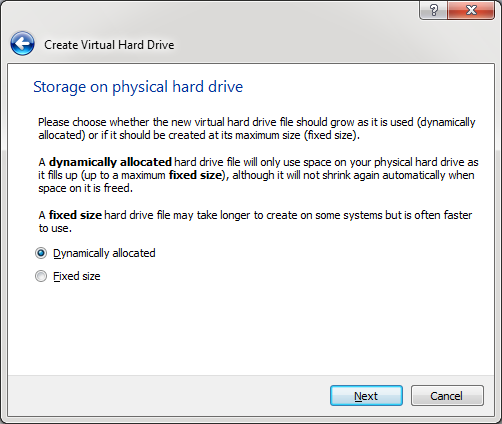 ?
x
Create Virtual Hard Drive
Storage on physical hard drive
Please choose whether the new virtual hard drive file should grow as it is used (dynamically
allocated) or if it should be created at its maximum size (fixed size).
A dynamically allocated hard drive file will only use space on your physical hard drive as
it fills up (up to a maximum fixed size), although it will not shrink again automatically when
space on it is freed.
A fixed size hard drive file may take longer to create on some systems but is often faster
to use.
Dynamically allocated
Fixed size
Next
Cancel